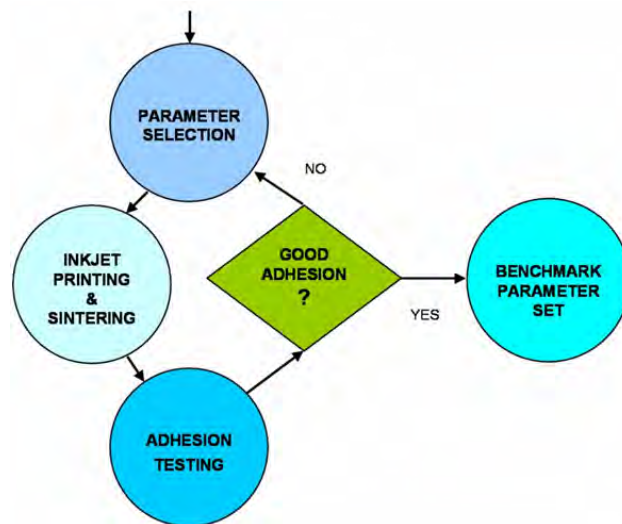 PARAMETER
SELECTION
NO
INKJET
PRINTING
&
SINTERING
GOOD
ADHESION
?
YES
BENCHMARK
PARAMETER
SET
ADHESION
TESTING